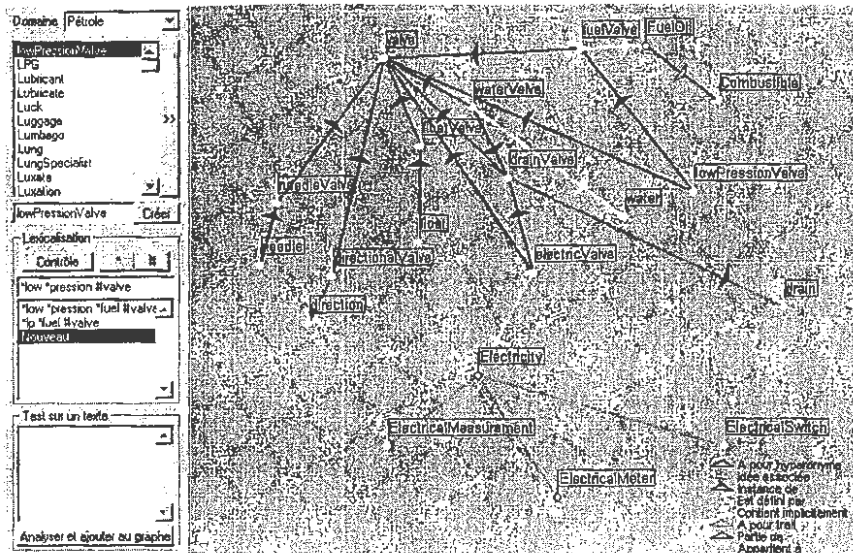 Domaine Pétrole
lowPressionValve
LPG
Lubricant
Lubricate
Luck
Luggage
Lumbago
Lung
LungSpecialist
Luxate
Luxation
>>
lowPressionValve Créer
Lexicalisation
Contrôle * #
*low *pression #valve
*low *pression *fuel #valve
*lp *fuel #valve
Nouveau
Test sur un texte
Analyser et ajouter au graphe
valve
fuelValve
FuelOil
Combustible
waterValve
floatValve
drainValve
lowPressionValve
needleValve
water
float
needle
directionalValve
electricValve
drain
direction
Electricity
ElectricalMeasurement
ElectricalSwitch
ElectricalMeter
A pour hyperonyme
Idée associée
Instance de
Est défini par
Contient implicitement
A pour trait
Partie de
Appartient à